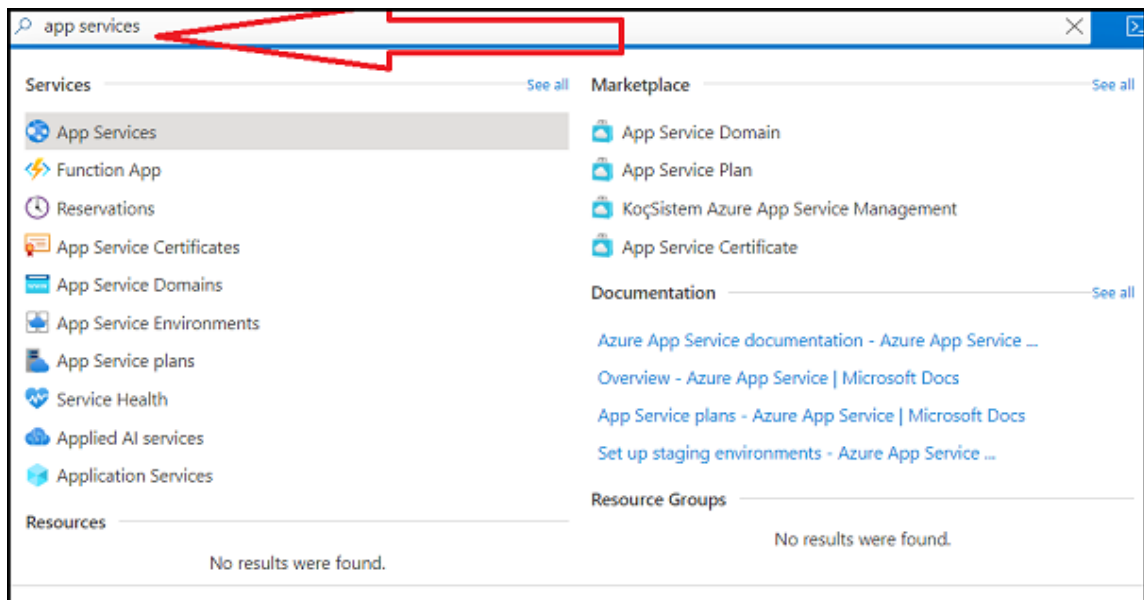 app services
Services
See all
App Services
Function App
Reservations
App Service Certificates
App Service Domains
App Service Environments
App Service plans
Service Health
Applied AI services
Application Services
Resources
No results were found.
Marketplace
See all
App Service Domain
App Service Plan
KoçSistem Azure App Service Management
App Service Certificate
Documentation
See all
Azure App Service documentation - Azure App Service ...
Overview - Azure App Service | Microsoft Docs
App Service plans - Azure App Service | Microsoft Docs
Set up staging environments - Azure App Service ...
Resource Groups
No results were found.